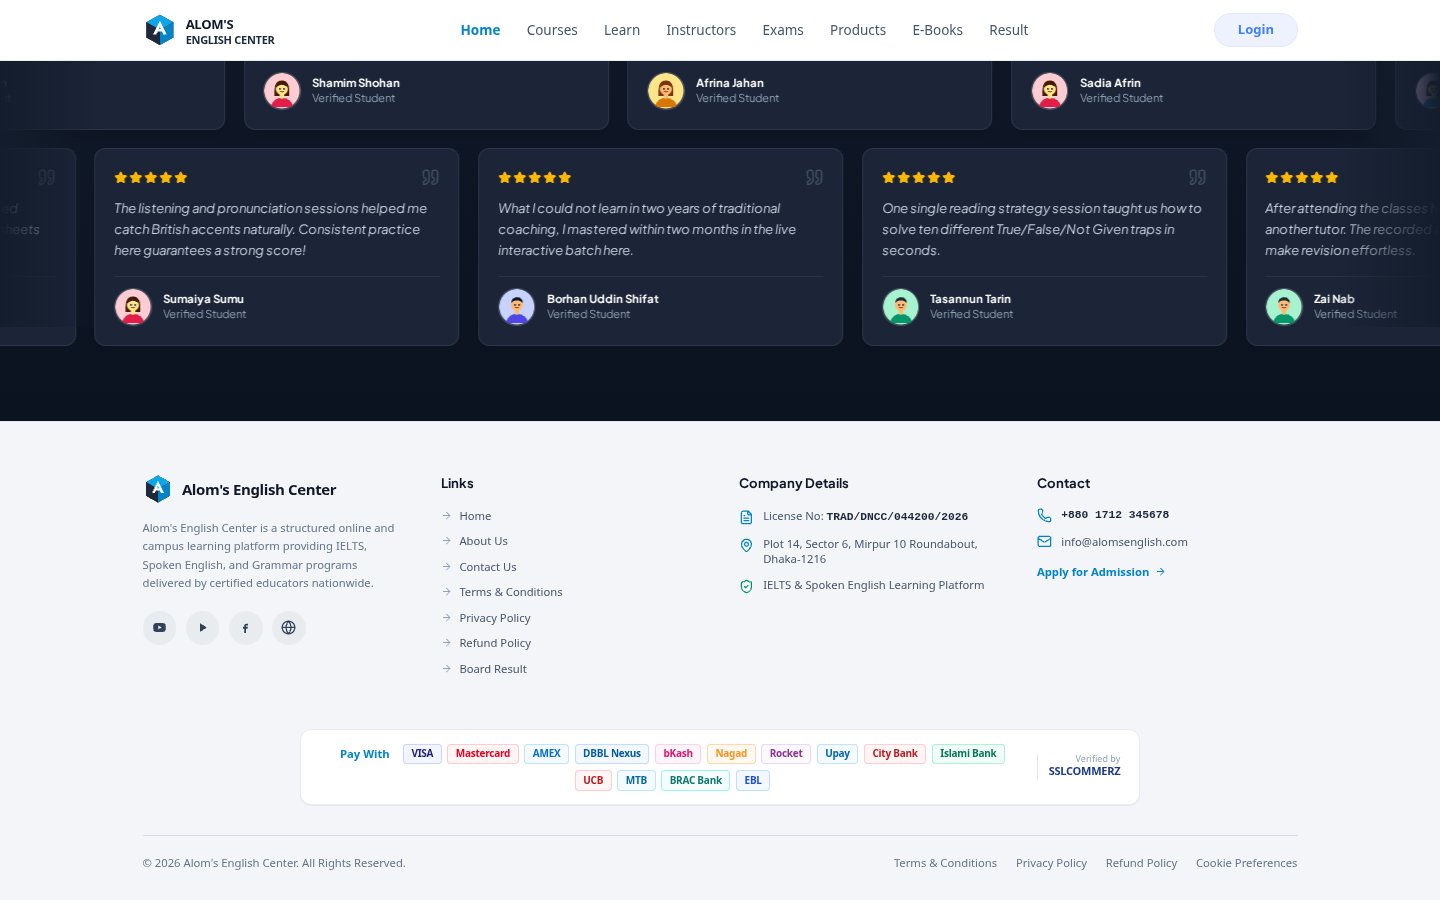 ALOM'S
ENGLISH CENTER
Home Courses Learn Instructors Exams Products E-Books Result
Login
Shamim Shohan
Verified Student
Afrina Jahan
Verified Student
Sadia Afrin
Verified Student
The listening and pronunciation sessions helped me
catch British accents naturally. Consistent practice
here guarantees a strong score!
Sumaiya Sumu
Verified Student
What I could not learn in two years of traditional
coaching, I mastered within two months in the live
interactive batch here.
Borhan Uddin Shifat
Verified Student
One single reading strategy session taught us how to
solve ten different True/False/Not Given traps in
seconds.
Tasannun Tarin
Verified Student
After attending the classes
another tutor. The recorded
make revision effortless.
Zai Nab
Verified Student
Alom's English Center
Alom's English Center is a structured online and
campus learning platform providing IELTS,
Spoken English, and Grammar programs
delivered by certified educators nationwide.
Links
Home
About Us
Contact Us
Terms & Conditions
Privacy Policy
Refund Policy
Board Result
Company Details
License No: TRAD/DNCC/044200/2026
Plot 14, Sector 6, Mirpur 10 Roundabout,
Dhaka-1216
IELTS & Spoken English Learning Platform
Contact
+880 1712 345678
info@alomsenglish.com
Apply for Admission
Pay With VISA Mastercard AMEX DBBL Nexus bKash Nagad Rocket Upay City Bank Islami Bank
UCB MTB BRAC Bank EBL
Verified by
SSLCOMMERZ
© 2026 Alom's English Center. All Rights Reserved.
Terms & Conditions Privacy Policy Refund Policy Cookie Preferences